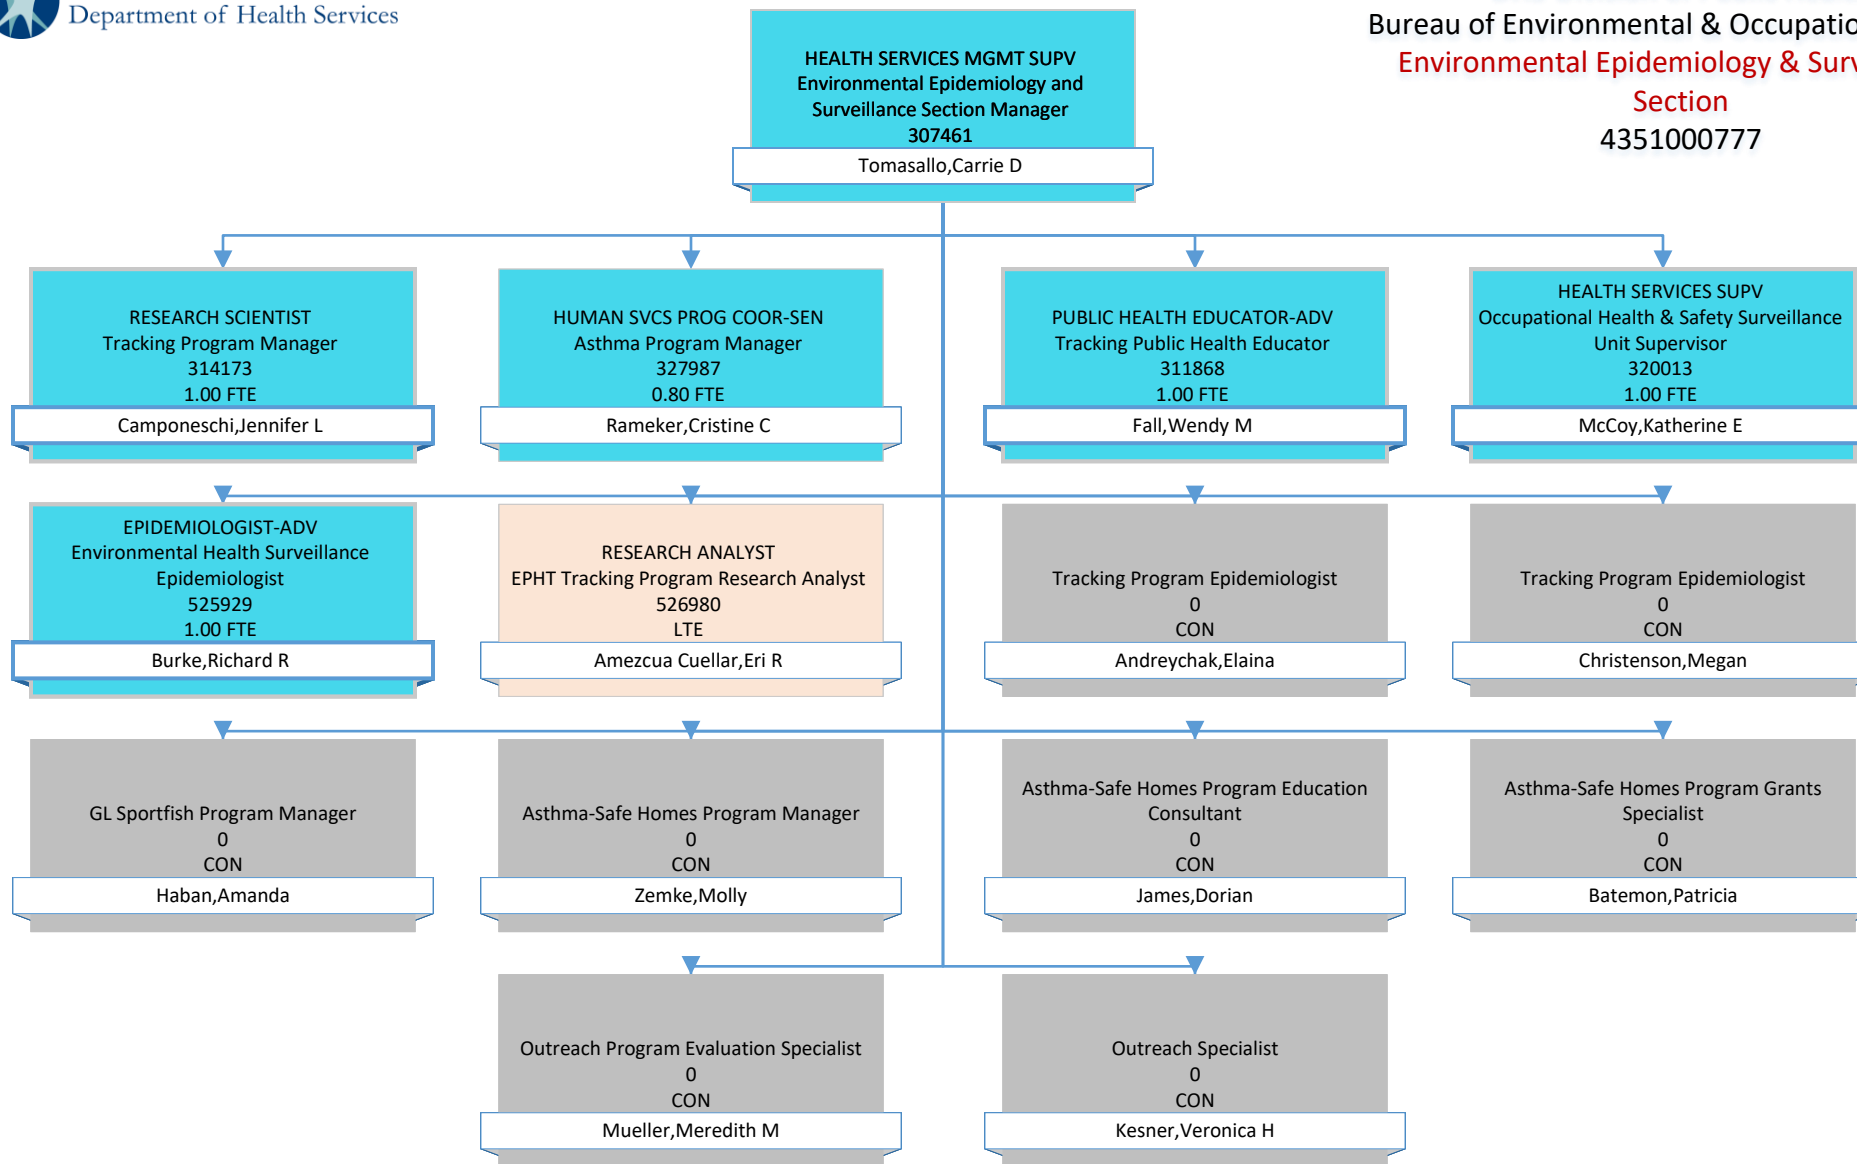 Department of Health Services
Bureau of Environmental & Occupatio
Environmental Epidemiology & Surv
Section
4351000777
HEALTH SERVICES MGMT SUPV
Environmental Epidemiology and
Surveillance Section Manager
307461
Tomasallo,Carrie D
RESEARCH SCIENTIST
Tracking Program Manager
314173
1.00 FTE
Camponeschi,Jennifer L
HUMAN SVCS PROG COOR-SEN
Asthma Program Manager
327987
0.80 FTE
Rameker,Cristine C
PUBLIC HEALTH EDUCATOR-ADV
Tracking Public Health Educator
311868
1.00 FTE
Fall,Wendy M
HEALTH SERVICES SUPV
Occupational Health & Safety Surveillance
Unit Supervisor
320013
1.00 FTE
McCoy,Katherine E
EPIDEMIOLOGIST-ADV
Environmental Health Surveillance
Epidemiologist
525929
1.00 FTE
Burke,Richard R
RESEARCH ANALYST
EPHT Tracking Program Research Analyst
526980
LTE
Amezcua Cuellar,Eri R
Tracking Program Epidemiologist
0
CON
Andreychak,Elaina
Tracking Program Epidemiologist
0
CON
Christenson,Megan
GL Sportfish Program Manager
0
CON
Haban,Amanda
Asthma-Safe Homes Program Manager
0
CON
Zemke,Molly
Asthma-Safe Homes Program Education
Consultant
0
CON
James,Dorian
Asthma-Safe Homes Program Grants
Specialist
0
CON
Batemon,Patricia
Outreach Program Evaluation Specialist
0
CON
Mueller,Meredith M
Outreach Specialist
0
CON
Kesner,Veronica H